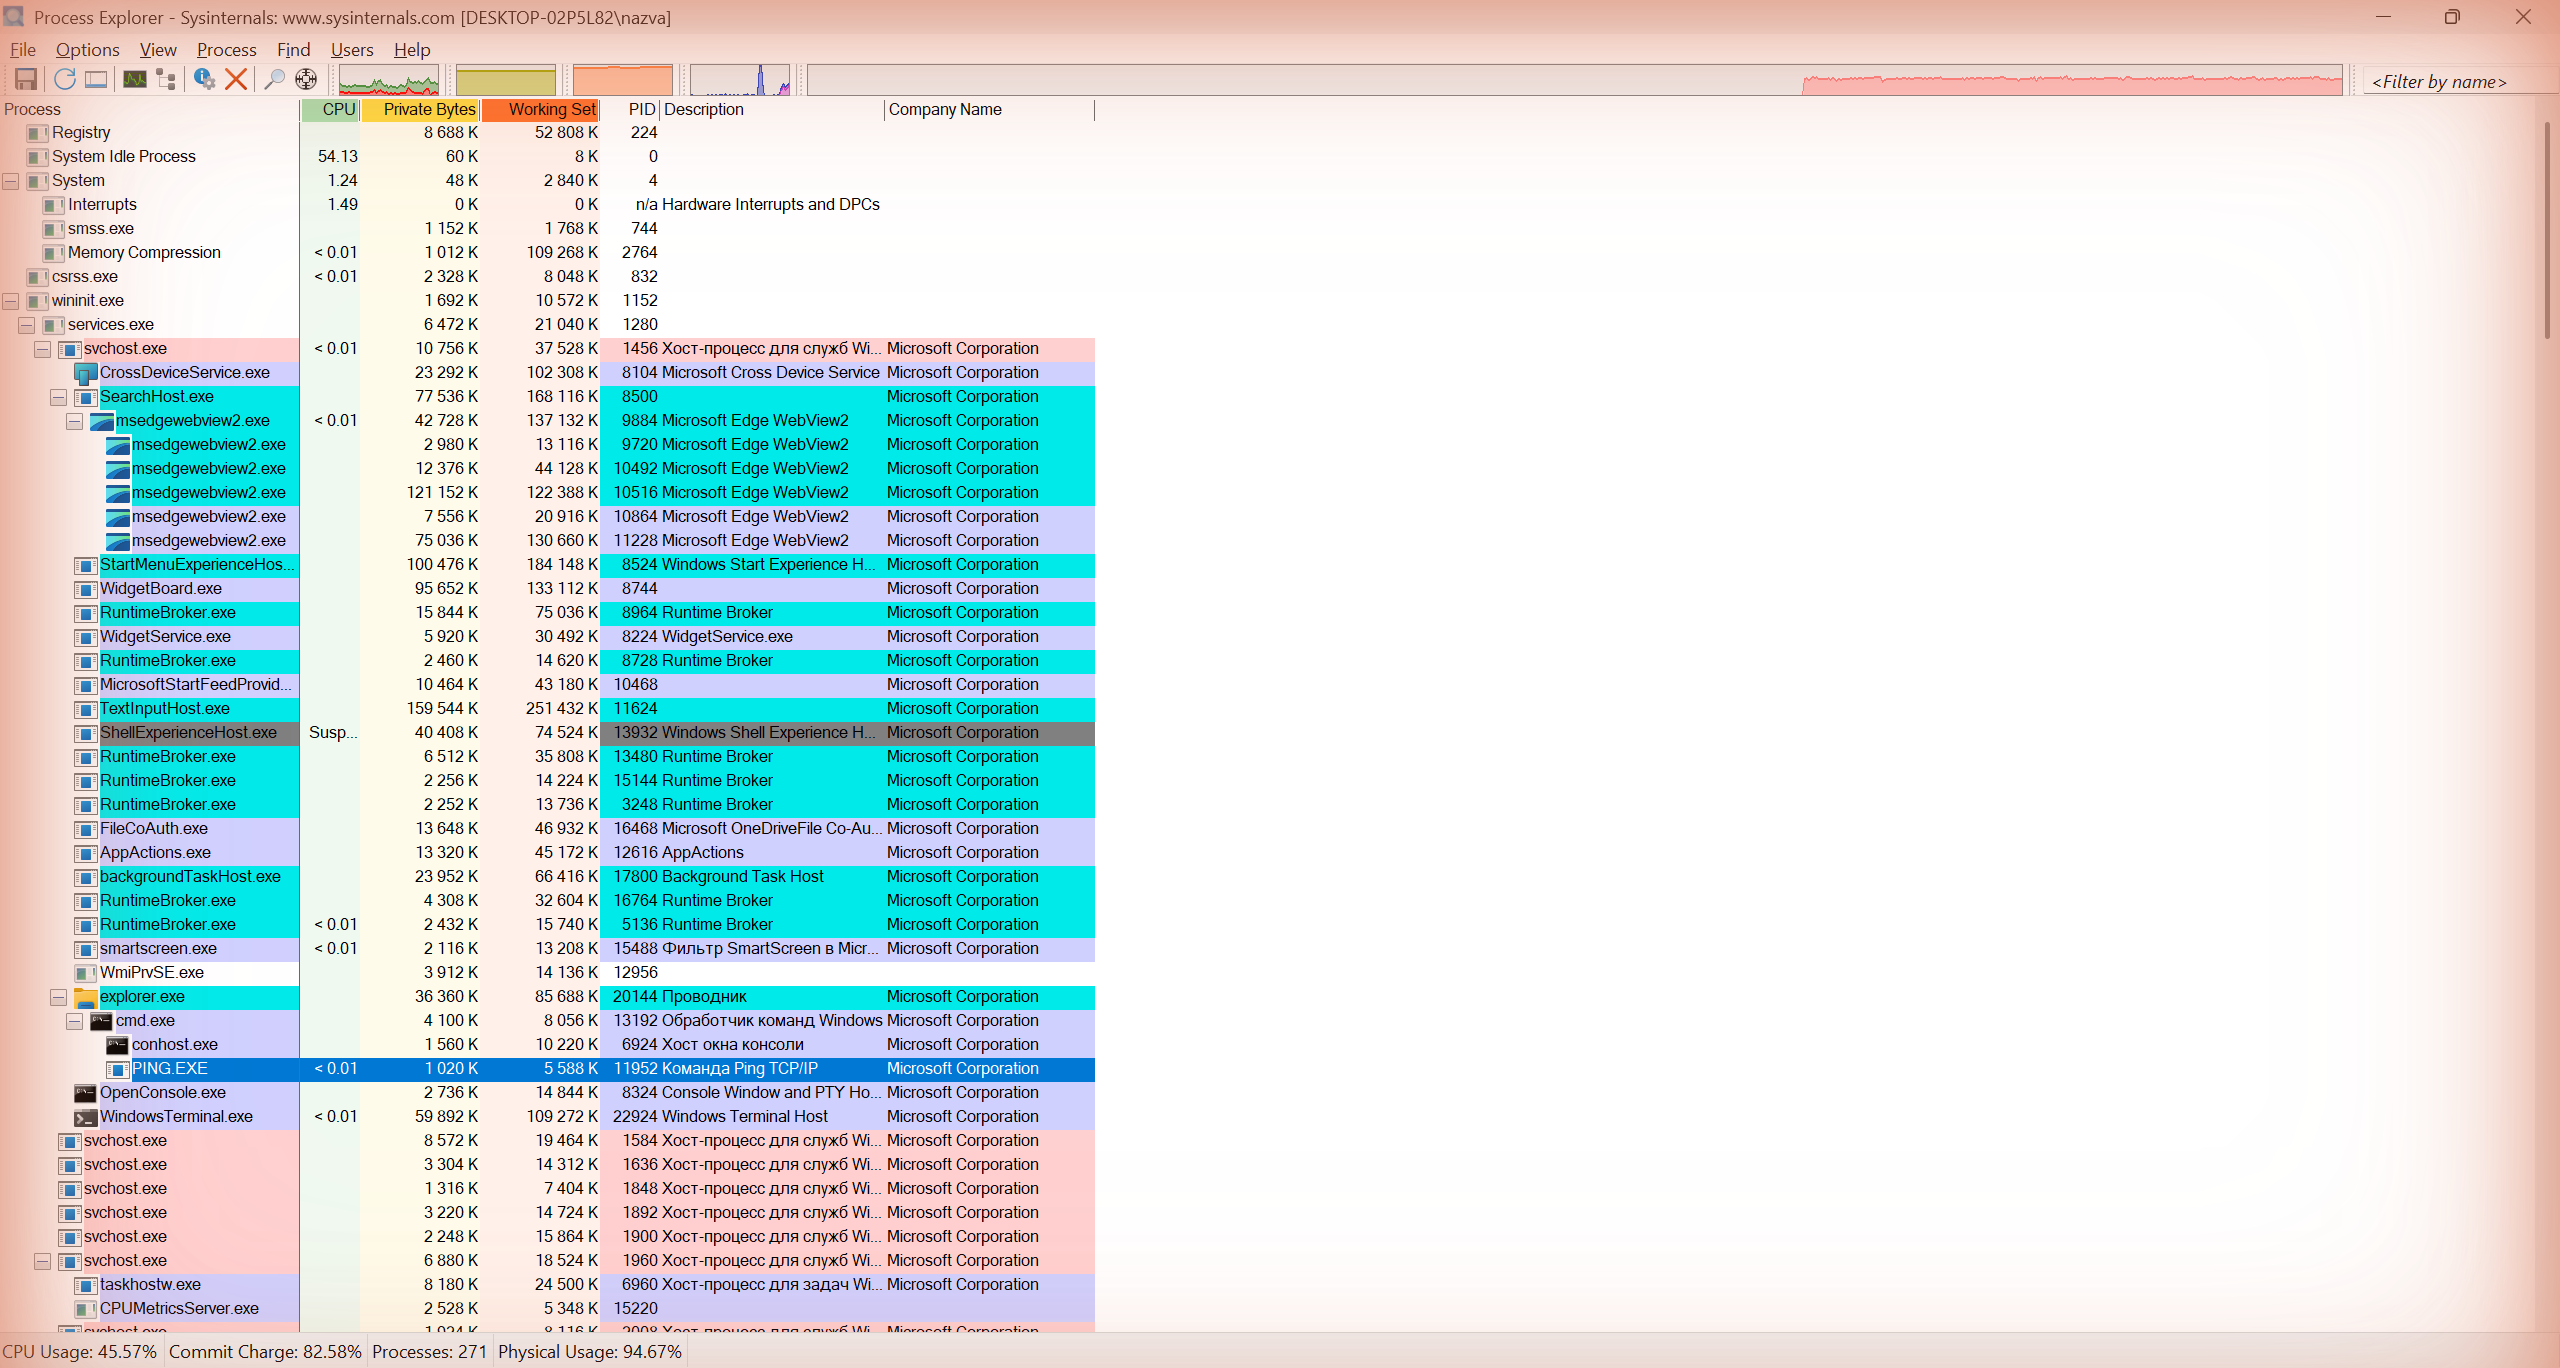 Process Explorer - Sysinternals: www.sysinternals.com [DESKTOP-02P5L82\nazva]
File Options View Process Find Users Help
<Filter by name>
Process CPU Private Bytes Working Set PID Description Company Name
Registry 8 688 K 52 808 K 224
System Idle Process 54.13 60 K 8 K 0
System 1.24 48 K 2 840 K 4
Interrupts 1.49 0 K 0 K n/a Hardware Interrupts and DPCs
smss.exe 1 152 K 1 768 K 744
Memory Compression < 0.01 1 012 K 109 268 K 2764
csrss.exe < 0.01 2 328 K 8 048 K 832
wininit.exe 1 692 K 10 572 K 1152
services.exe 6 472 K 21 040 K 1280
svchost.exe < 0.01 10 756 K 37 528 K 1456 Хост-процесс для служб Wi... Microsoft Corporation
CrossDeviceService.exe 23 292 K 102 308 K 8104 Microsoft Cross Device Service Microsoft Corporation
SearchHost.exe 77 536 K 168 116 K 8500 Microsoft Corporation
msedgewebview2.exe < 0.01 42 728 K 137 132 K 9884 Microsoft Edge WebView2 Microsoft Corporation
msedgewebview2.exe 2 980 K 13 116 K 9720 Microsoft Edge WebView2 Microsoft Corporation
msedgewebview2.exe 12 376 K 44 128 K 10492 Microsoft Edge WebView2 Microsoft Corporation
msedgewebview2.exe 121 152 K 122 388 K 10516 Microsoft Edge WebView2 Microsoft Corporation
msedgewebview2.exe 7 556 K 20 916 K 10864 Microsoft Edge WebView2 Microsoft Corporation
msedgewebview2.exe 75 036 K 130 660 K 11228 Microsoft Edge WebView2 Microsoft Corporation
StartMenuExperienceHos... 100 476 K 184 148 K 8524 Windows Start Experience H... Microsoft Corporation
WidgetBoard.exe 95 652 K 133 112 K 8744 Microsoft Corporation
RuntimeBroker.exe 15 844 K 75 036 K 8964 Runtime Broker Microsoft Corporation
WidgetService.exe 5 920 K 30 492 K 8224 WidgetService.exe Microsoft Corporation
RuntimeBroker.exe 2 460 K 14 620 K 8728 Runtime Broker Microsoft Corporation
MicrosoftStartFeedProvid... 10 464 K 43 180 K 10468 Microsoft Corporation
TextInputHost.exe 159 544 K 251 432 K 11624 Microsoft Corporation
ShellExperienceHost.exe Susp... 40 408 K 74 524 K 13932 Windows Shell Experience H... Microsoft Corporation
RuntimeBroker.exe 6 512 K 35 808 K 13480 Runtime Broker Microsoft Corporation
RuntimeBroker.exe 2 256 K 14 224 K 15144 Runtime Broker Microsoft Corporation
RuntimeBroker.exe 2 252 K 13 736 K 3248 Runtime Broker Microsoft Corporation
FileCoAuth.exe 13 648 K 46 932 K 16468 Microsoft OneDriveFile Co-Au... Microsoft Corporation
AppActions.exe 13 320 K 45 172 K 12616 AppActions Microsoft Corporation
backgroundTaskHost.exe 23 952 K 66 416 K 17800 Background Task Host Microsoft Corporation
RuntimeBroker.exe 4 308 K 32 604 K 16764 Runtime Broker Microsoft Corporation
RuntimeBroker.exe < 0.01 2 432 K 15 740 K 5136 Runtime Broker Microsoft Corporation
smartscreen.exe < 0.01 2 116 K 13 208 K 15488 Фильтр SmartScreen в Micr... Microsoft Corporation
WmiPrvSE.exe 3 912 K 14 136 K 12956
explorer.exe 36 360 K 85 688 K 20144 Проводник Microsoft Corporation
cmd.exe 4 100 K 8 056 K 13192 Обработчик команд Windows Microsoft Corporation
conhost.exe 1 560 K 10 220 K 6924 Хост окна консоли Microsoft Corporation
PING.EXE < 0.01 1 020 K 5 588 K 11952 Команда Ping TCP/IP Microsoft Corporation
OpenConsole.exe 2 736 K 14 844 K 8324 Console Window and PTY Ho... Microsoft Corporation
WindowsTerminal.exe < 0.01 59 892 K 109 272 K 22924 Windows Terminal Host Microsoft Corporation
svchost.exe 8 572 K 19 464 K 1584 Хост-процесс для служб Wi... Microsoft Corporation
svchost.exe 3 304 K 14 312 K 1636 Хост-процесс для служб Wi... Microsoft Corporation
svchost.exe 1 316 K 7 404 K 1848 Хост-процесс для служб Wi... Microsoft Corporation
svchost.exe 3 220 K 14 724 K 1892 Хост-процесс для служб Wi... Microsoft Corporation
svchost.exe 2 248 K 15 864 K 1900 Хост-процесс для служб Wi... Microsoft Corporation
svchost.exe 6 880 K 18 524 K 1960 Хост-процесс для служб Wi... Microsoft Corporation
taskhostw.exe 8 180 K 24 500 K 6960 Хост-процесс для задач Wi... Microsoft Corporation
CPUMetricsServer.exe 2 528 K 5 348 K 15220
svchost.exe 1 924 K 8 116 K 2008 Хост-процесс для служб Wi... Microsoft Corporation
CPU Usage: 45.57% Commit Charge: 82.58% Processes: 271 Physical Usage: 94.67%